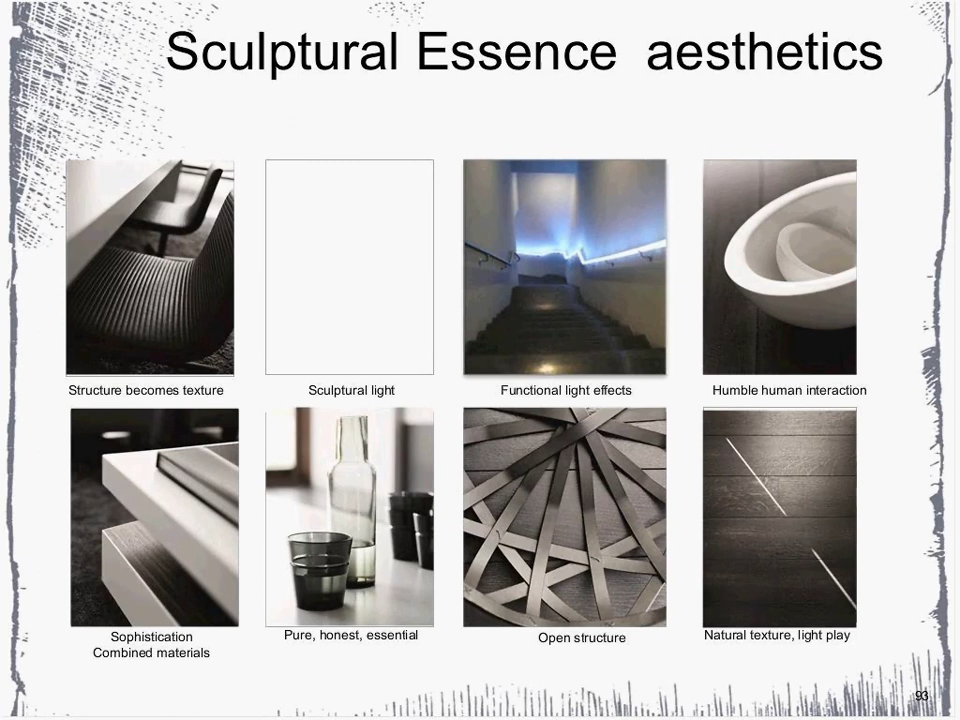 Sculptural Essence  aesthetics
Structure becomes texture
Sculptural light
Functional light effects
Humble human interaction
Sophistication
Combined materials
Pure, honest, essential
Open structure
Natural texture, light play
93